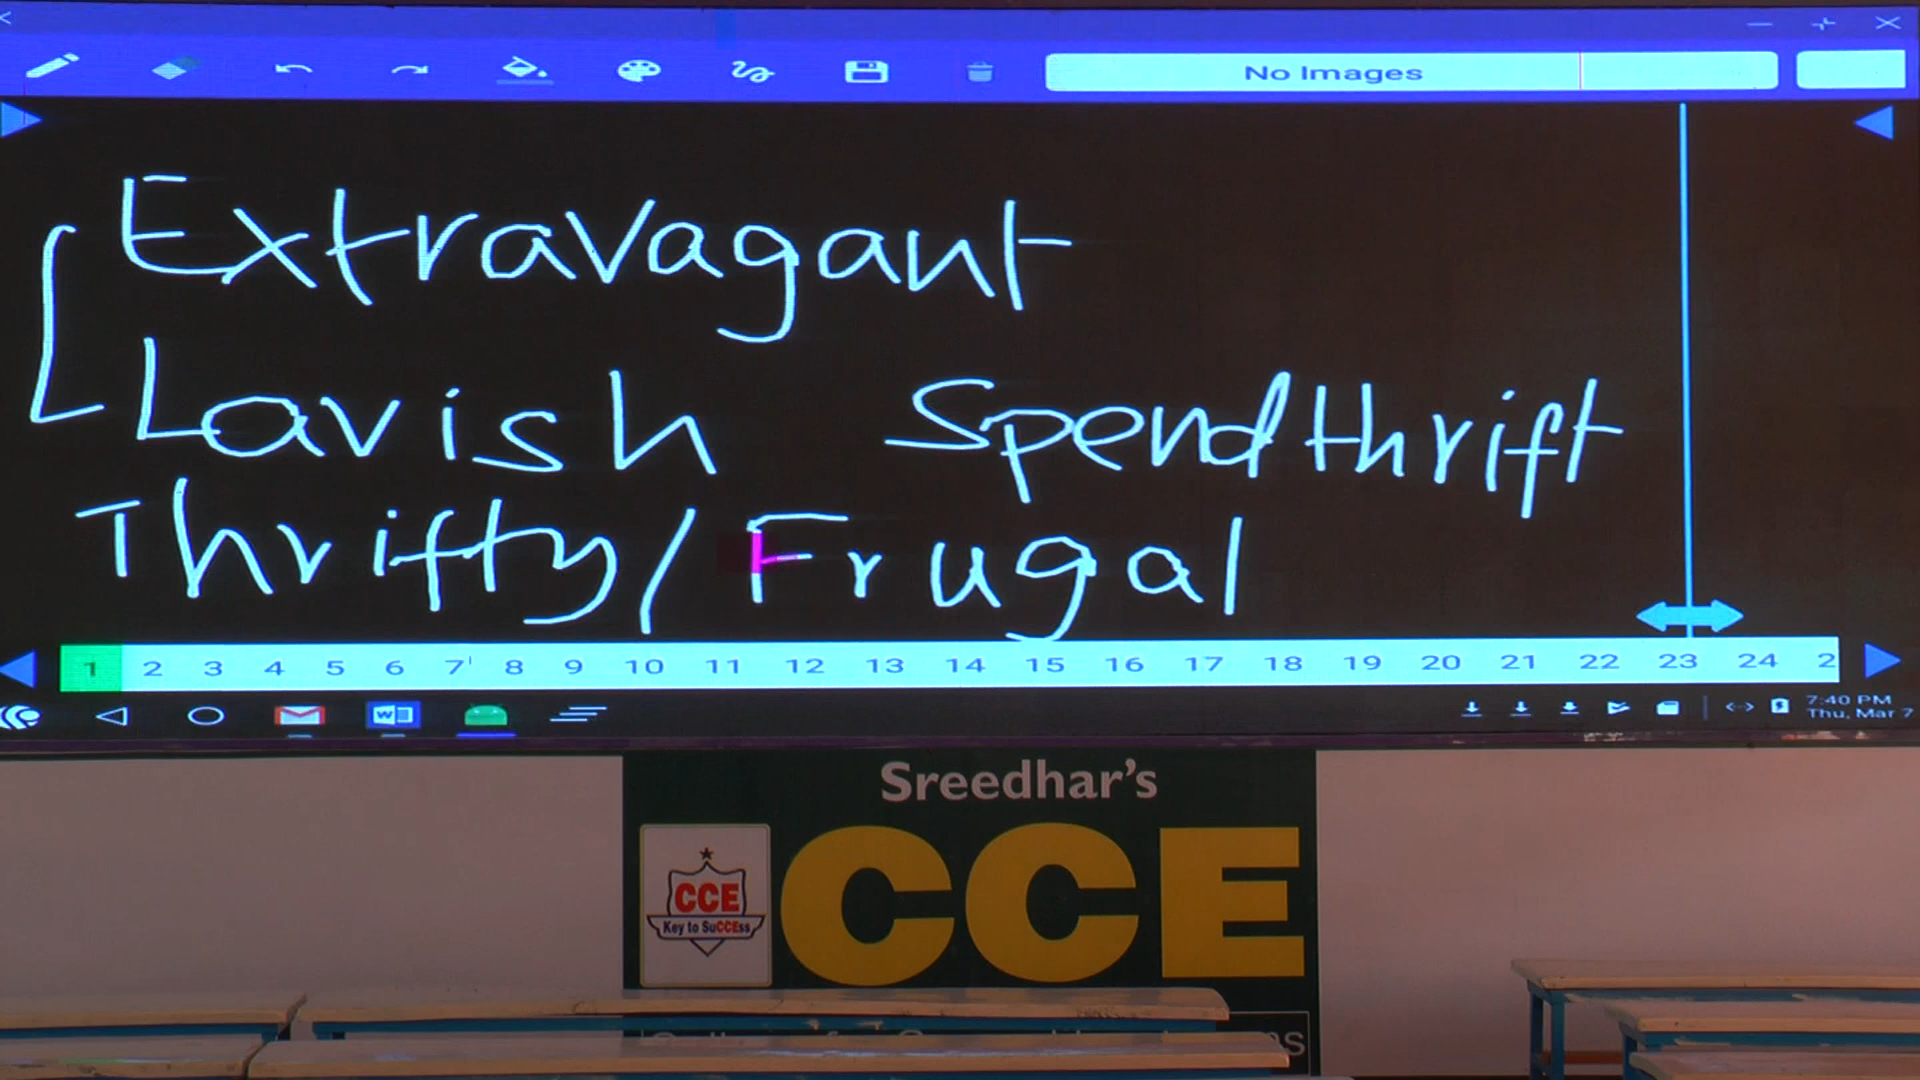 No Images
Extravagant
Lavish Spendthrift
Thrifty/Frugal
1 2 3 4 5 6 7 8 9 10 11 12 13 14 15 16 17 18 19 20 21 22 23 24 2
7:40 PM
Thu, Mar 7
Sreedhar's
CCE
Key to SuCCEss
CCE